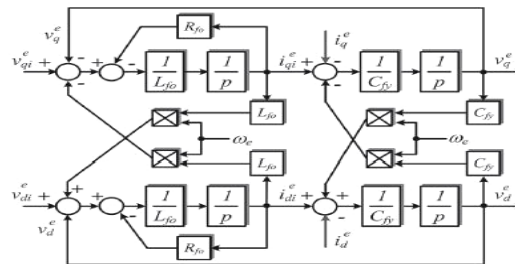 v_q^e R_fo i_q^e
v_qi^e + - + - 1/L_fo 1/p i_qi^e + - 1/C_fy 1/p v_q^e
- - L_fo - C_fy
ω_e ω_e
L_fo C_fy
v_di^e + + + - 1/L_fo 1/p i_di^e + + - 1/C_fy 1/p v_d^e
v_d^e - R_fo i_d^e